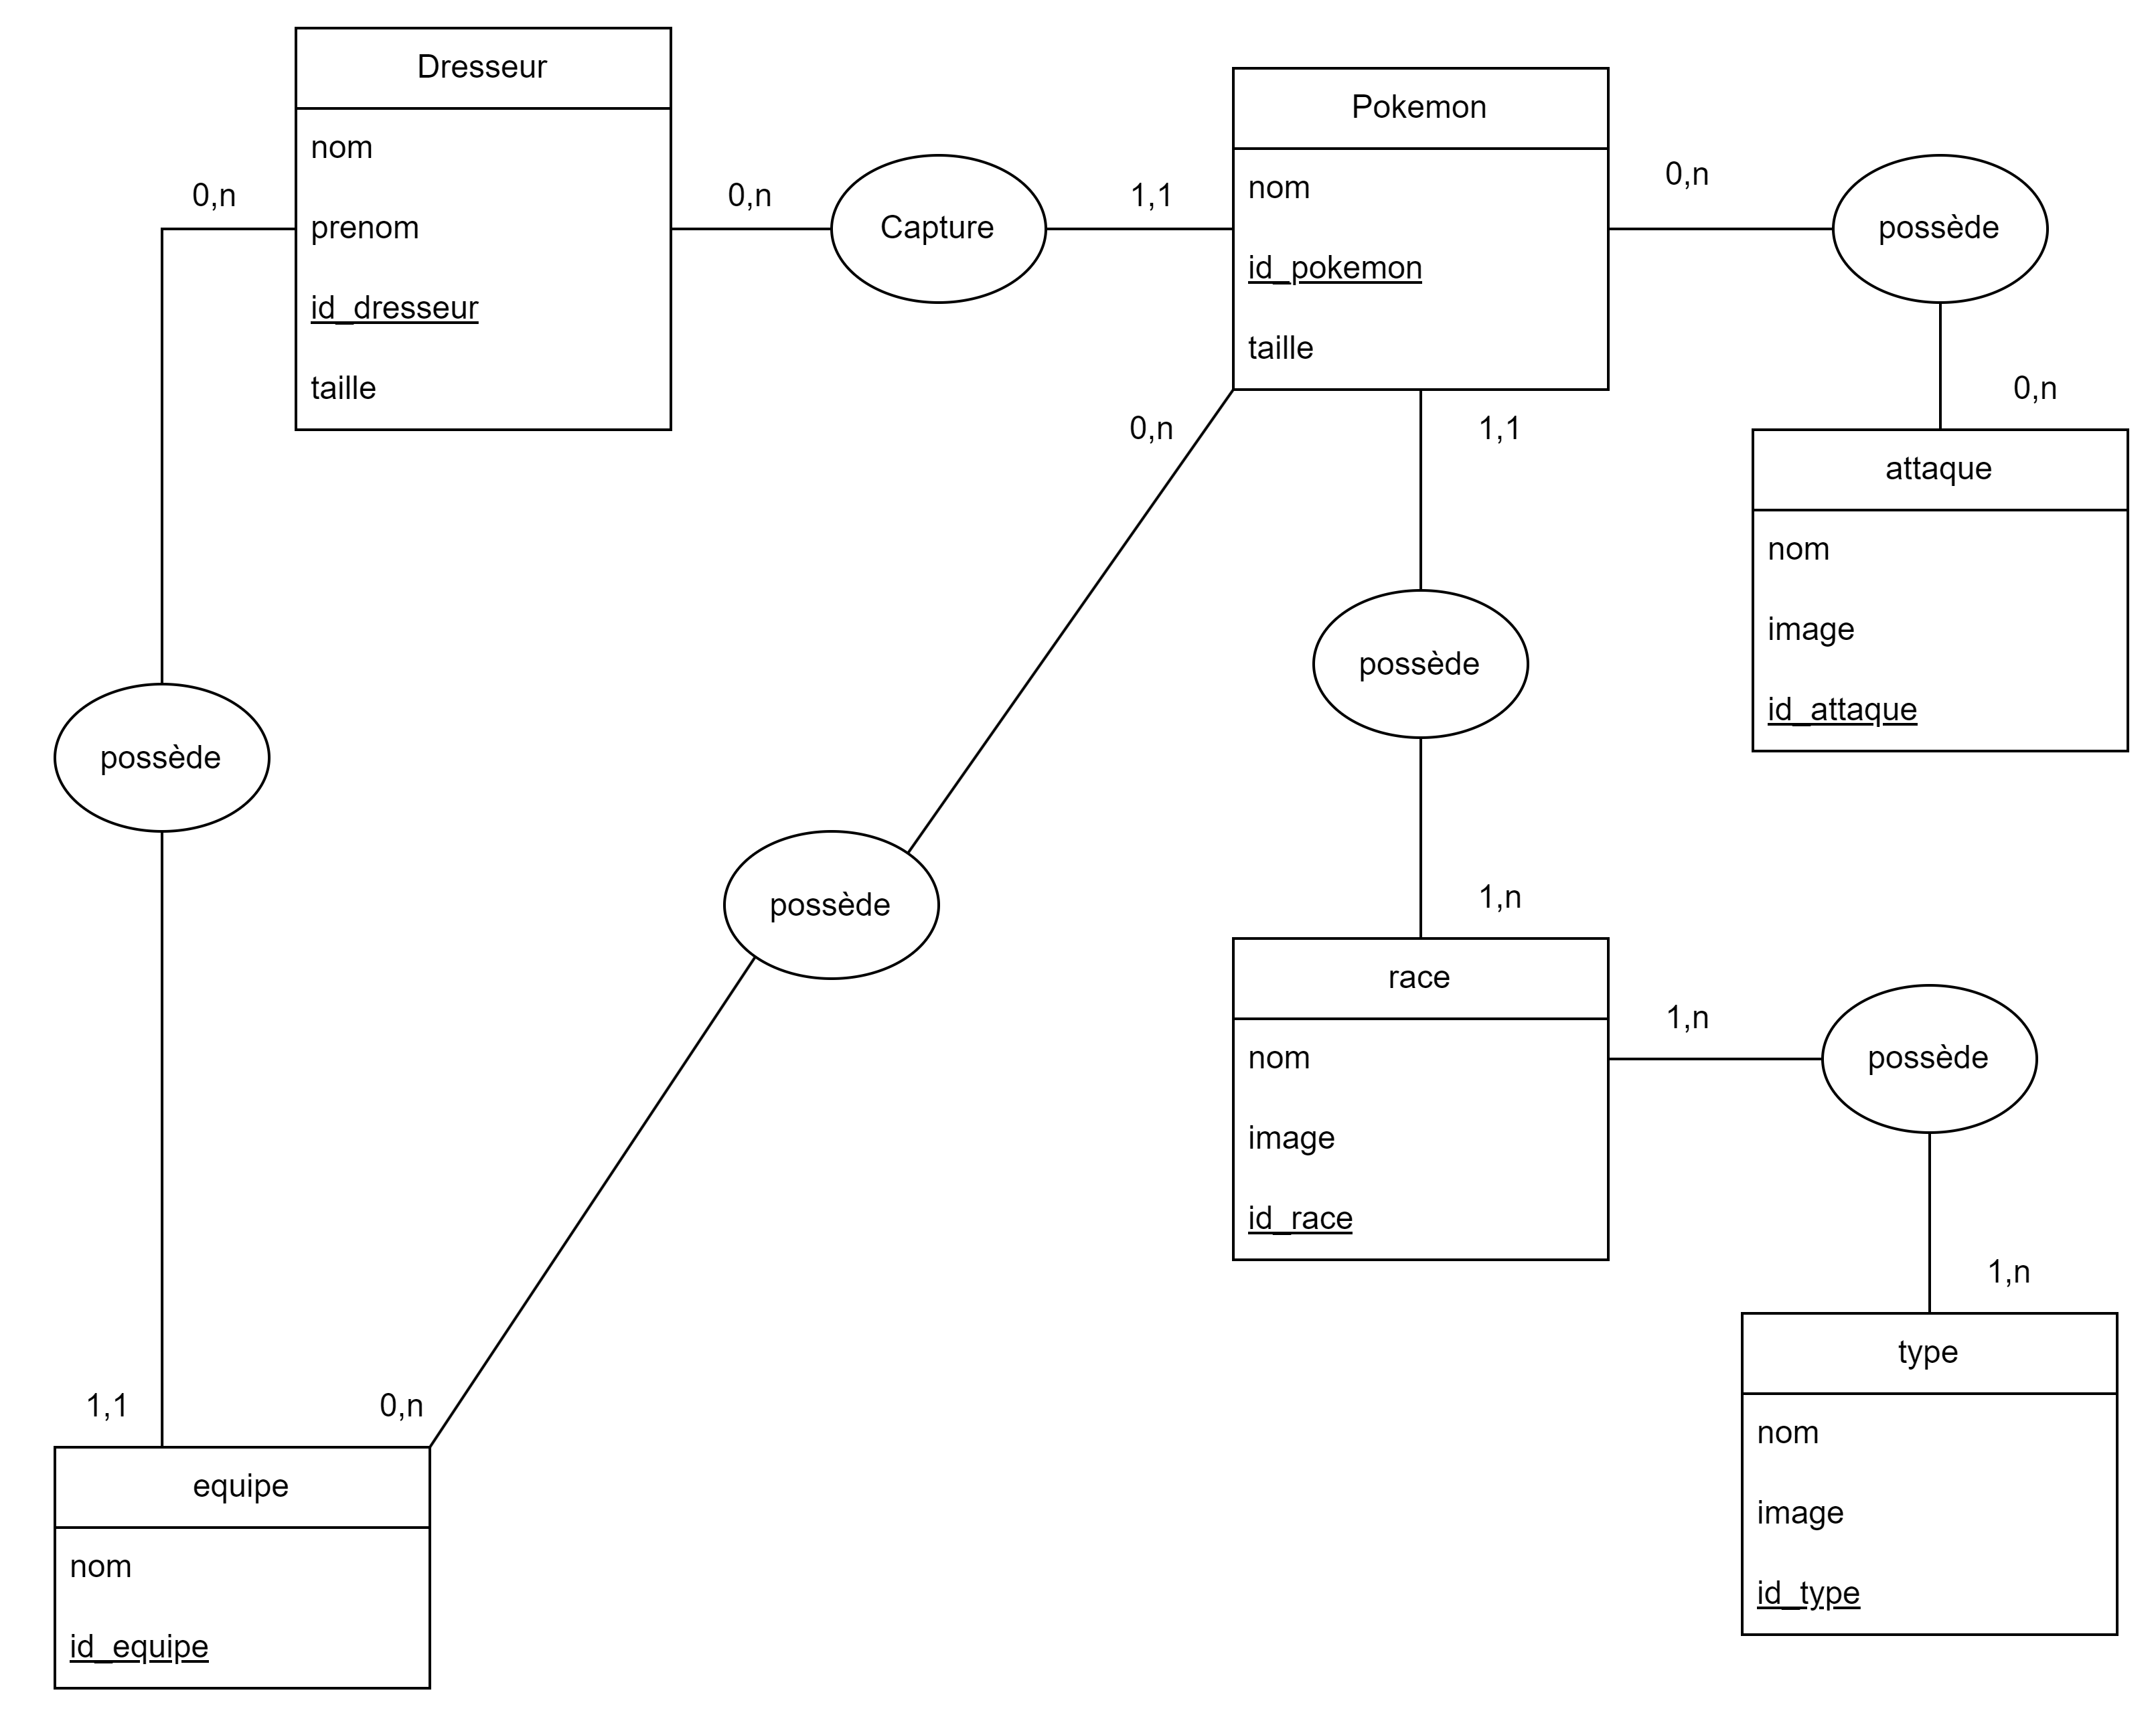 Dresseur
nom
prenom
id_dresseur
taille
0,n
0,n
Capture
1,1
Pokemon
nom
id_pokemon
taille
0,n
possède
0,n
attaque
nom
image
id_attaque
0,n
1,1
possède
possède
possède
1,n
race
nom
image
id_race
1,n
possède
1,n
type
nom
image
id_type
1,1
0,n
equipe
nom
id_equipe